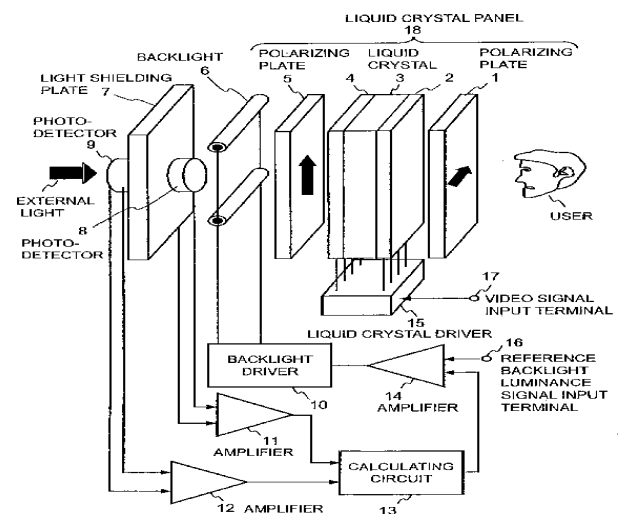 LIQUID CRYSTAL PANEL
18
BACKLIGHT
6
POLARIZING
PLATE
5
LIQUID
CRYSTAL
4
3
2
POLARIZING
PLATE
1
LIGHT SHIELDING
PLATE
7
PHOTO-
DETECTOR
9
EXTERNAL
LIGHT
8
PHOTO-
DETECTOR
USER
17
VIDEO SIGNAL
INPUT TERMINAL
15
LIQUID CRYSTAL DRIVER
16
REFERENCE
BACKLIGHT
LUMINANCE
SIGNAL INPUT
TERMINAL
BACKLIGHT
DRIVER
10
14
AMPLIFIER
11
AMPLIFIER
CALCULATING
CIRCUIT
13
12
AMPLIFIER